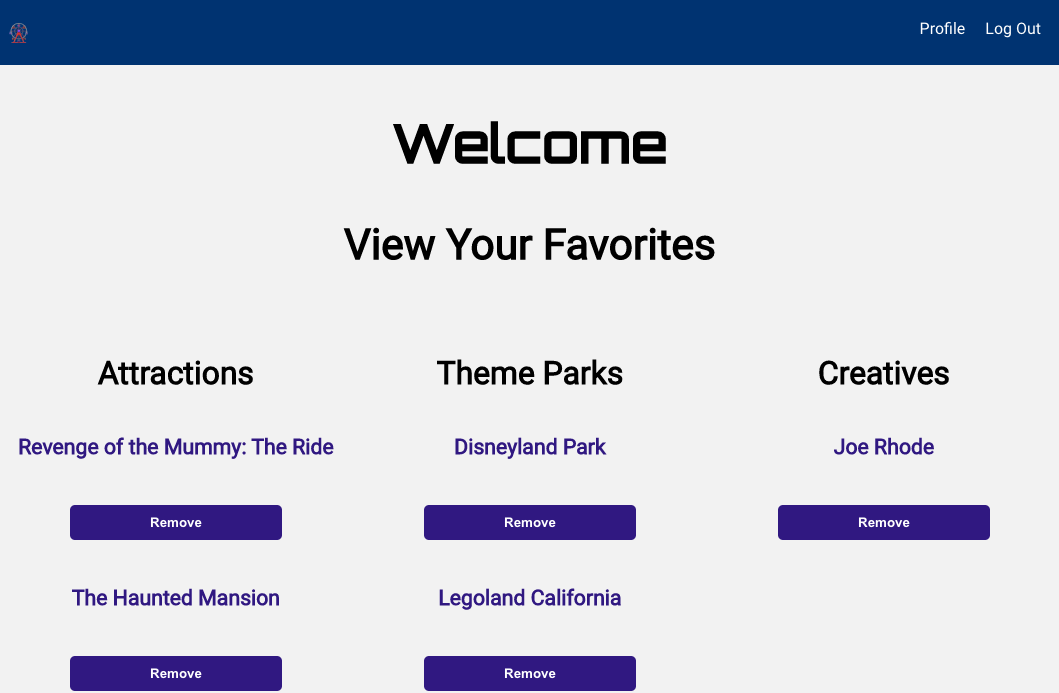 Profile Log Out
Welcome
View Your Favorites
Attractions
Revenge of the Mummy: The Ride
Remove
The Haunted Mansion
Remove
Theme Parks
Disneyland Park
Remove
Legoland California
Remove
Creatives
Joe Rhode
Remove